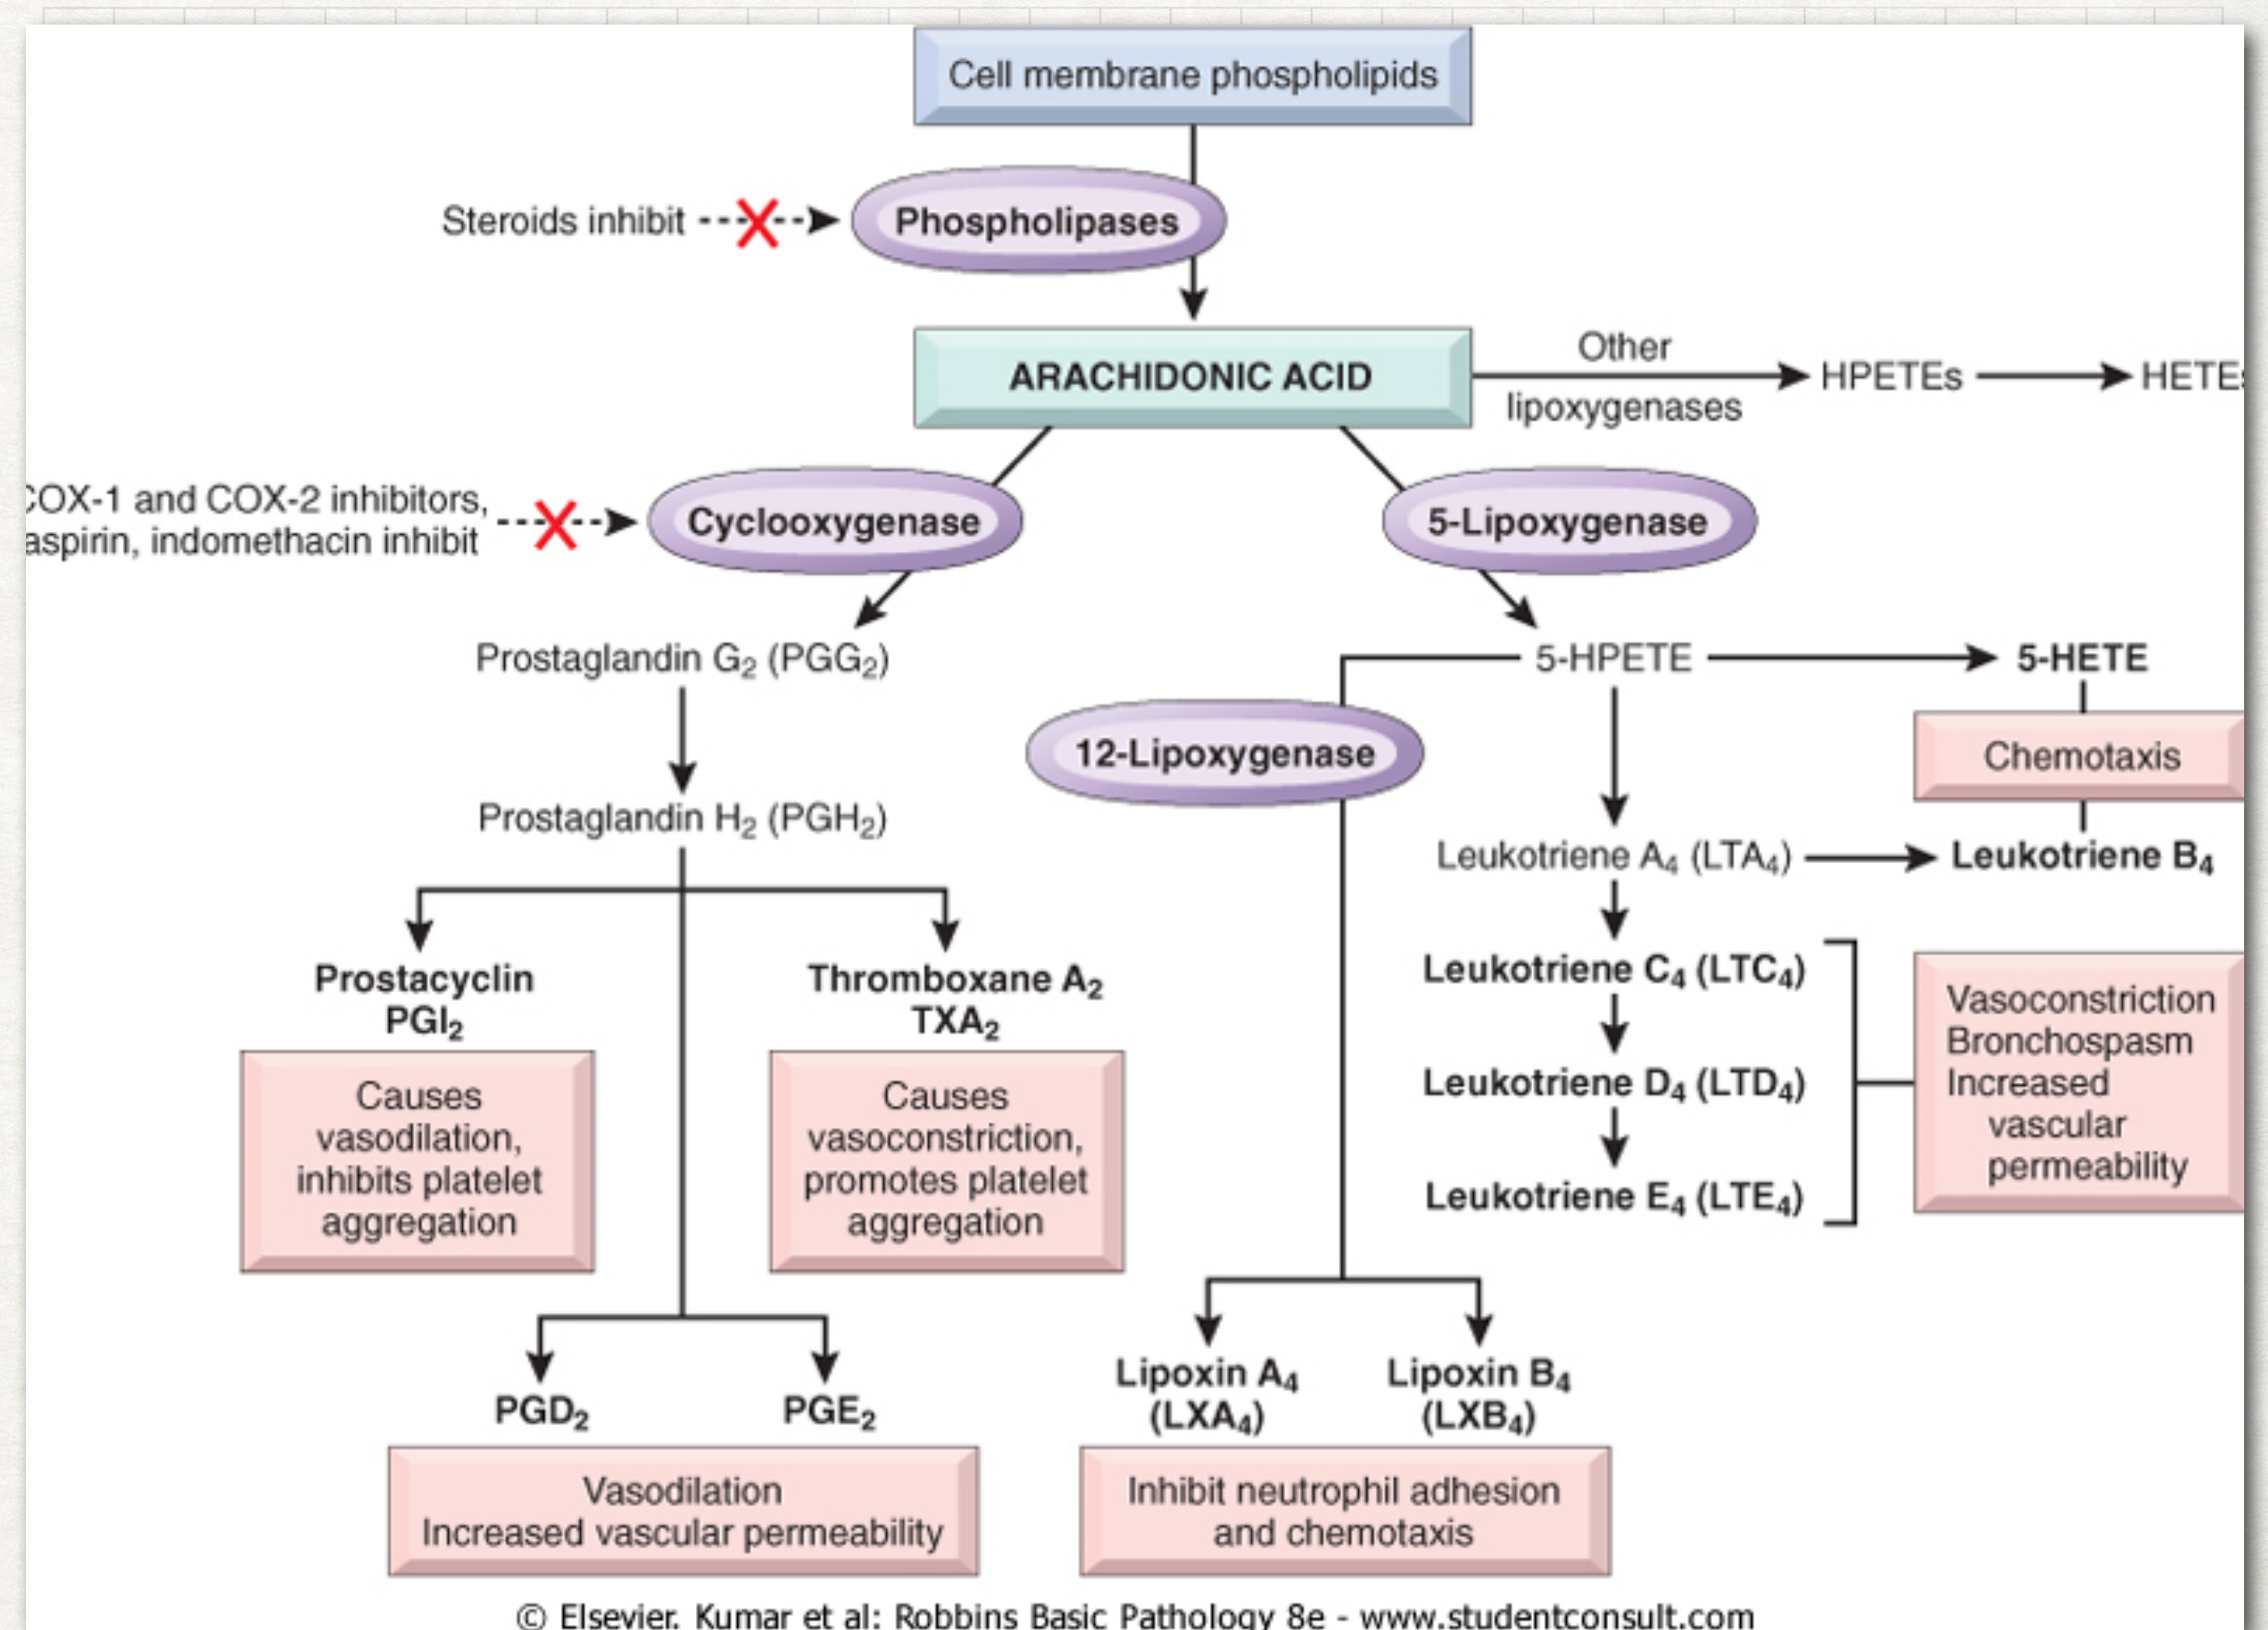 Cell membrane phospholipids
Steroids inhibit
Phospholipases
ARACHIDONIC ACID
Other
lipoxygenases
HPETEs
HETEs
COX-1 and COX-2 inhibitors,
aspirin, indomethacin inhibit
Cyclooxygenase
5-Lipoxygenase
Prostaglandin G₂ (PGG₂)
5-HPETE
5-HETE
12-Lipoxygenase
Chemotaxis
Prostaglandin H₂ (PGH₂)
Leukotriene A₄ (LTA₄)
Leukotriene B₄
Prostacyclin
PGI₂
Thromboxane A₂
TXA₂
Leukotriene C₄ (LTC₄)
Leukotriene D₄ (LTD₄)
Leukotriene E₄ (LTE₄)
Vasoconstriction
Bronchospasm
Increased
vascular
permeability
Causes
vasodilation,
inhibits platelet
aggregation
Causes
vasoconstriction,
promotes platelet
aggregation
PGD₂
PGE₂
Lipoxin A₄
(LXA₄)
Lipoxin B₄
(LXB₄)
Vasodilation
Increased vascular permeability
Inhibit neutrophil adhesion
and chemotaxis
© Elsevier. Kumar et al: Robbins Basic Pathology 8e - www.studentconsult.com